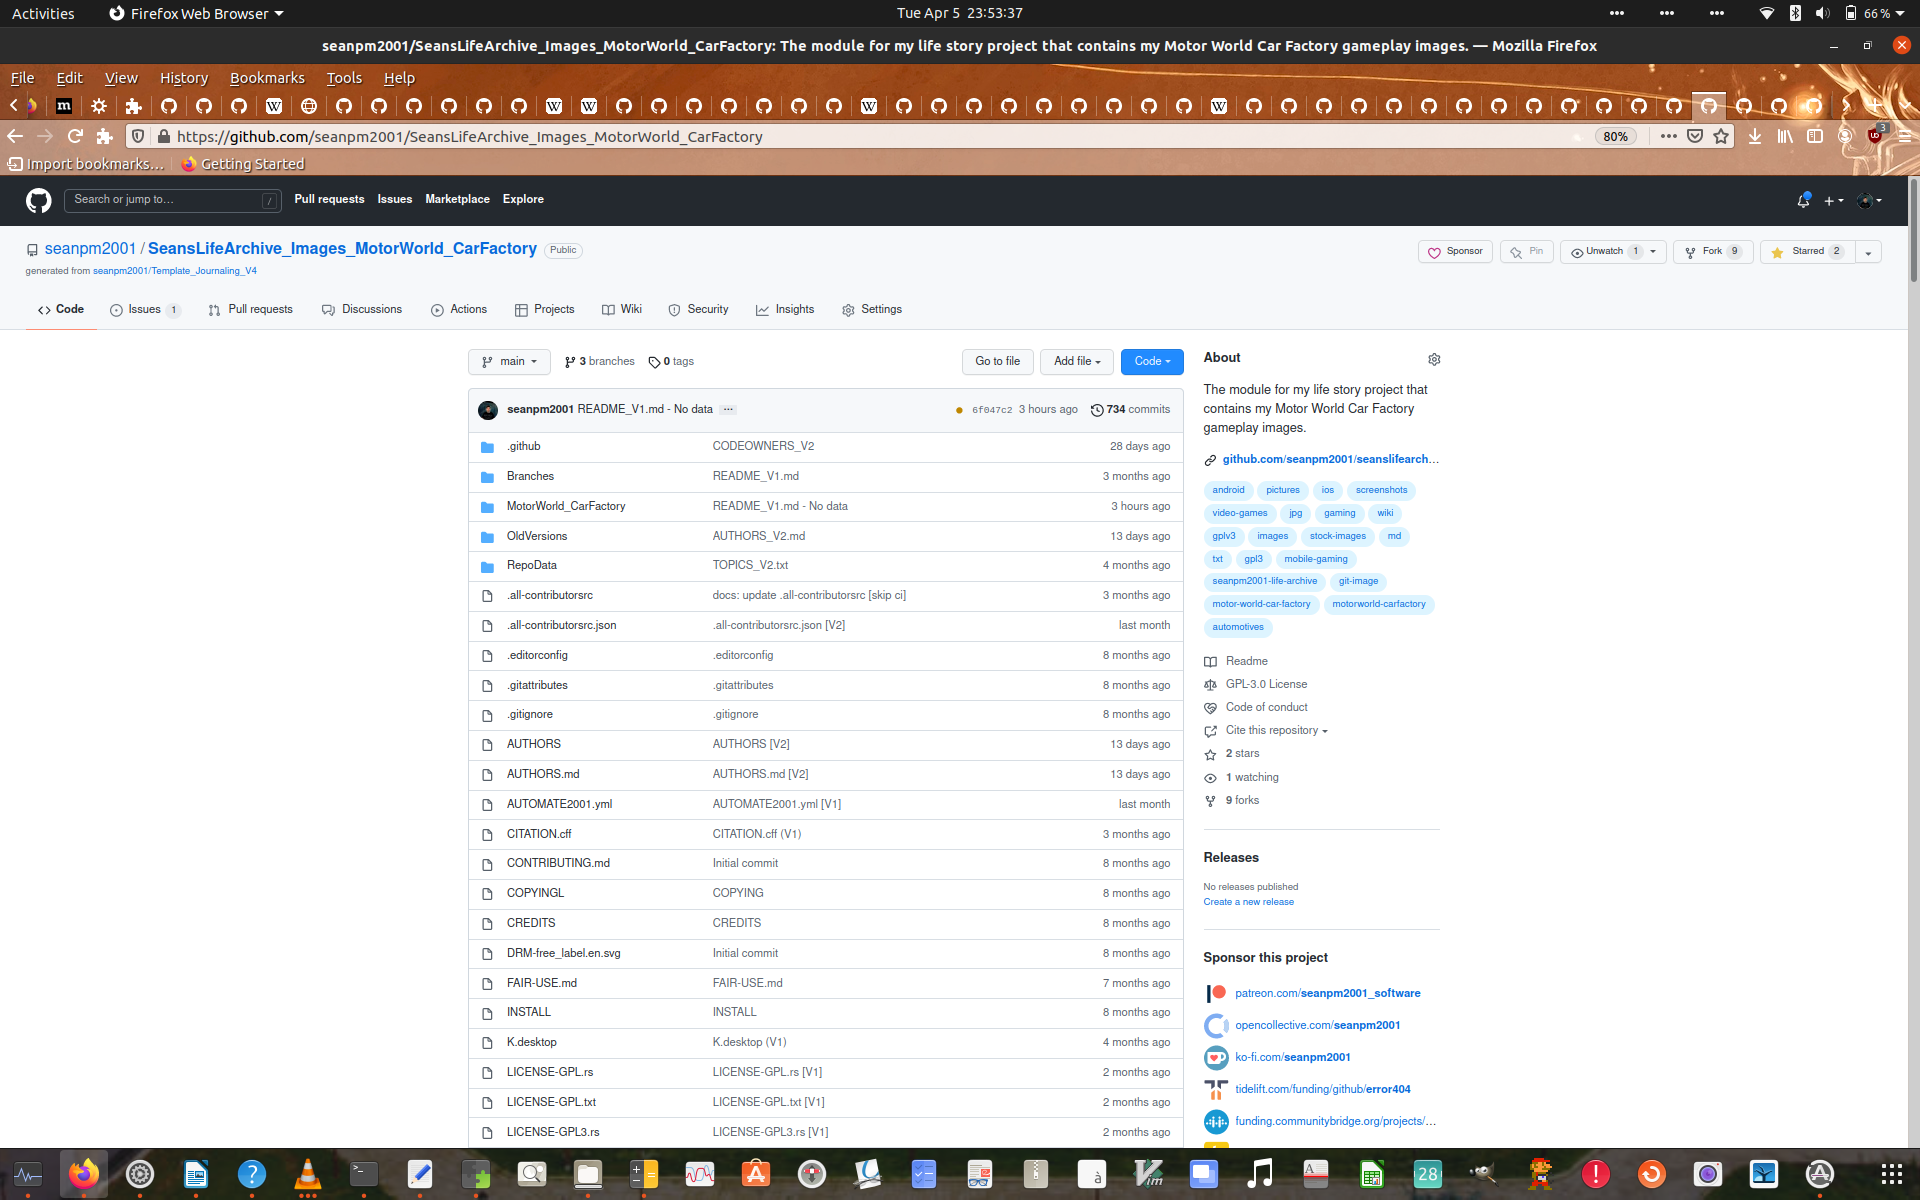 Activities Firefox Web Browser Tue Apr 5 23:53:37 66 %
seanpm2001/SeansLifeArchive_Images_MotorWorld_CarFactory: The module for my life story project that contains my Motor World Car Factory gameplay images. — Mozilla Firefox
File Edit View History Bookmarks Tools Help
https://github.com/seanpm2001/SeansLifeArchive_Images_MotorWorld_CarFactory 80% 3
Import bookmarks... Getting Started
Search or jump to... / Pull requests Issues Marketplace Explore
seanpm2001 / SeansLifeArchive_Images_MotorWorld_CarFactory Public Sponsor Pin Unwatch 1 Fork 9 Starred 2
generated from seanpm2001/Template_Journaling_V4
Code Issues 1 Pull requests Discussions Actions Projects Wiki Security Insights Settings
main 3 branches 0 tags Go to file Add file Code
seanpm2001 README_V1.md - No data ... 6f047c2 3 hours ago 734 commits
.github CODEOWNERS_V2 28 days ago
Branches README_V1.md 3 months ago
MotorWorld_CarFactory README_V1.md - No data 3 hours ago
OldVersions AUTHORS_V2.md 13 days ago
RepoData TOPICS_V2.txt 4 months ago
.all-contributorsrc docs: update .all-contributorsrc [skip ci] 3 months ago
.all-contributorsrc.json .all-contributorsrc.json [V2] last month
.editorconfig .editorconfig 8 months ago
.gitattributes .gitattributes 8 months ago
.gitignore .gitignore 8 months ago
AUTHORS AUTHORS [V2] 13 days ago
AUTHORS.md AUTHORS.md [V2] 13 days ago
AUTOMATE2001.yml AUTOMATE2001.yml [V1] last month
CITATION.cff CITATION.cff (V1) 3 months ago
CONTRIBUTING.md Initial commit 8 months ago
COPYINGL COPYING 8 months ago
CREDITS CREDITS 8 months ago
DRM-free_label.en.svg Initial commit 8 months ago
FAIR-USE.md FAIR-USE.md 7 months ago
INSTALL INSTALL 8 months ago
K.desktop K.desktop (V1) 4 months ago
LICENSE-GPL.rs LICENSE-GPL.rs [V1] 2 months ago
LICENSE-GPL.txt LICENSE-GPL.txt [V1] 2 months ago
LICENSE-GPL3.rs LICENSE-GPL3.rs [V1] 2 months ago
About
The module for my life story project that
contains my Motor World Car Factory
gameplay images.
github.com/seanpm2001/seanslifearch...
android pictures ios screenshots
video-games jpg gaming wiki
gplv3 images stock-images md
txt gpl3 mobile-gaming
seanpm2001-life-archive git-image
motor-world-car-factory motorworld-carfactory
automotives
Readme
GPL-3.0 License
Code of conduct
Cite this repository
2 stars
1 watching
9 forks
Releases
No releases published
Create a new release
Sponsor this project
patreon.com/seanpm2001_software
opencollective.com/seanpm2001
ko-fi.com/seanpm2001
tidelift.com/funding/github/error404
funding.communitybridge.org/projects/...
28